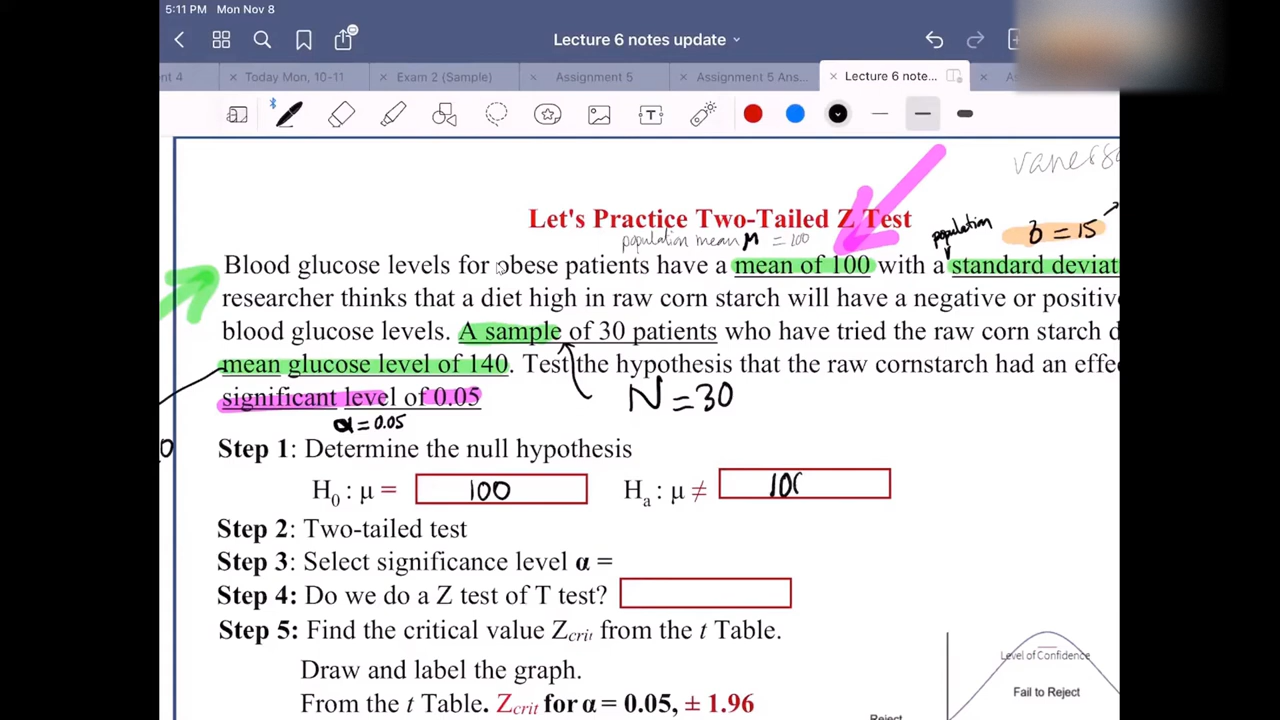 5:11 PM Mon Nov 8
Lecture 6 notes update
Today Mon, 10-11
Exam 2 (Sample)
Assignment 5
Assignment 5 Ans...
Lecture 6 note...
Let's Practice Two-Tailed Z Test
population
σ = 15
population mean μ = 100
Blood glucose levels for obese patients have a mean of 100 with a standard
researcher thinks that a diet high in raw corn starch will have a negative or
blood glucose levels. A sample of 30 patients who have tried the raw corn starch
mean glucose level of 140. Test the hypothesis that the raw cornstarch had an
significant level of 0.05
N = 30
α = 0.05
Step 1: Determine the null hypothesis
H0 : μ = 100 Ha : μ ≠ 100
Step 2: Two-tailed test
Step 3: Select significance level α =
Step 4: Do we do a Z test of T test?
Step 5: Find the critical value Zcrit from the t Table.
Level of Confidence
Draw and label the graph.
Fail to Reject
From the t Table. Zcrit for α = 0.05, ± 1.96
Reject